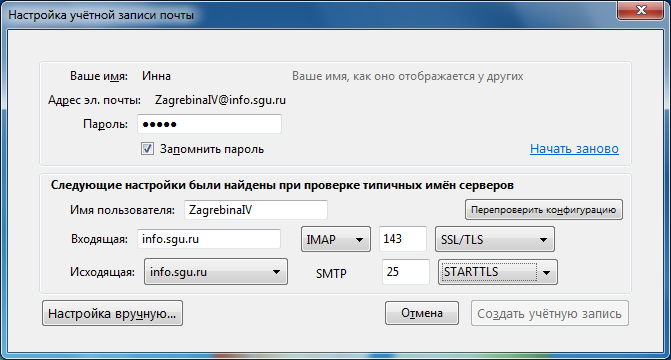 Настройка учётной записи почты
Ваше имя: Инна Ваше имя, как оно отображается у других
Адрес эл. почты: ZagrebinaIV@info.sgu.ru
Пароль: ●●●●●
Запомнить пароль Начать заново
Следующие настройки были найдены при проверке типичных имён серверов
Имя пользователя: ZagrebinaIV Перепроверить конфигурацию
Входящая: info.sgu.ru IMAP 143 SSL/TLS
Исходящая: info.sgu.ru SMTP 25 STARTTLS
Настройка вручную... Отмена Создать учётную запись